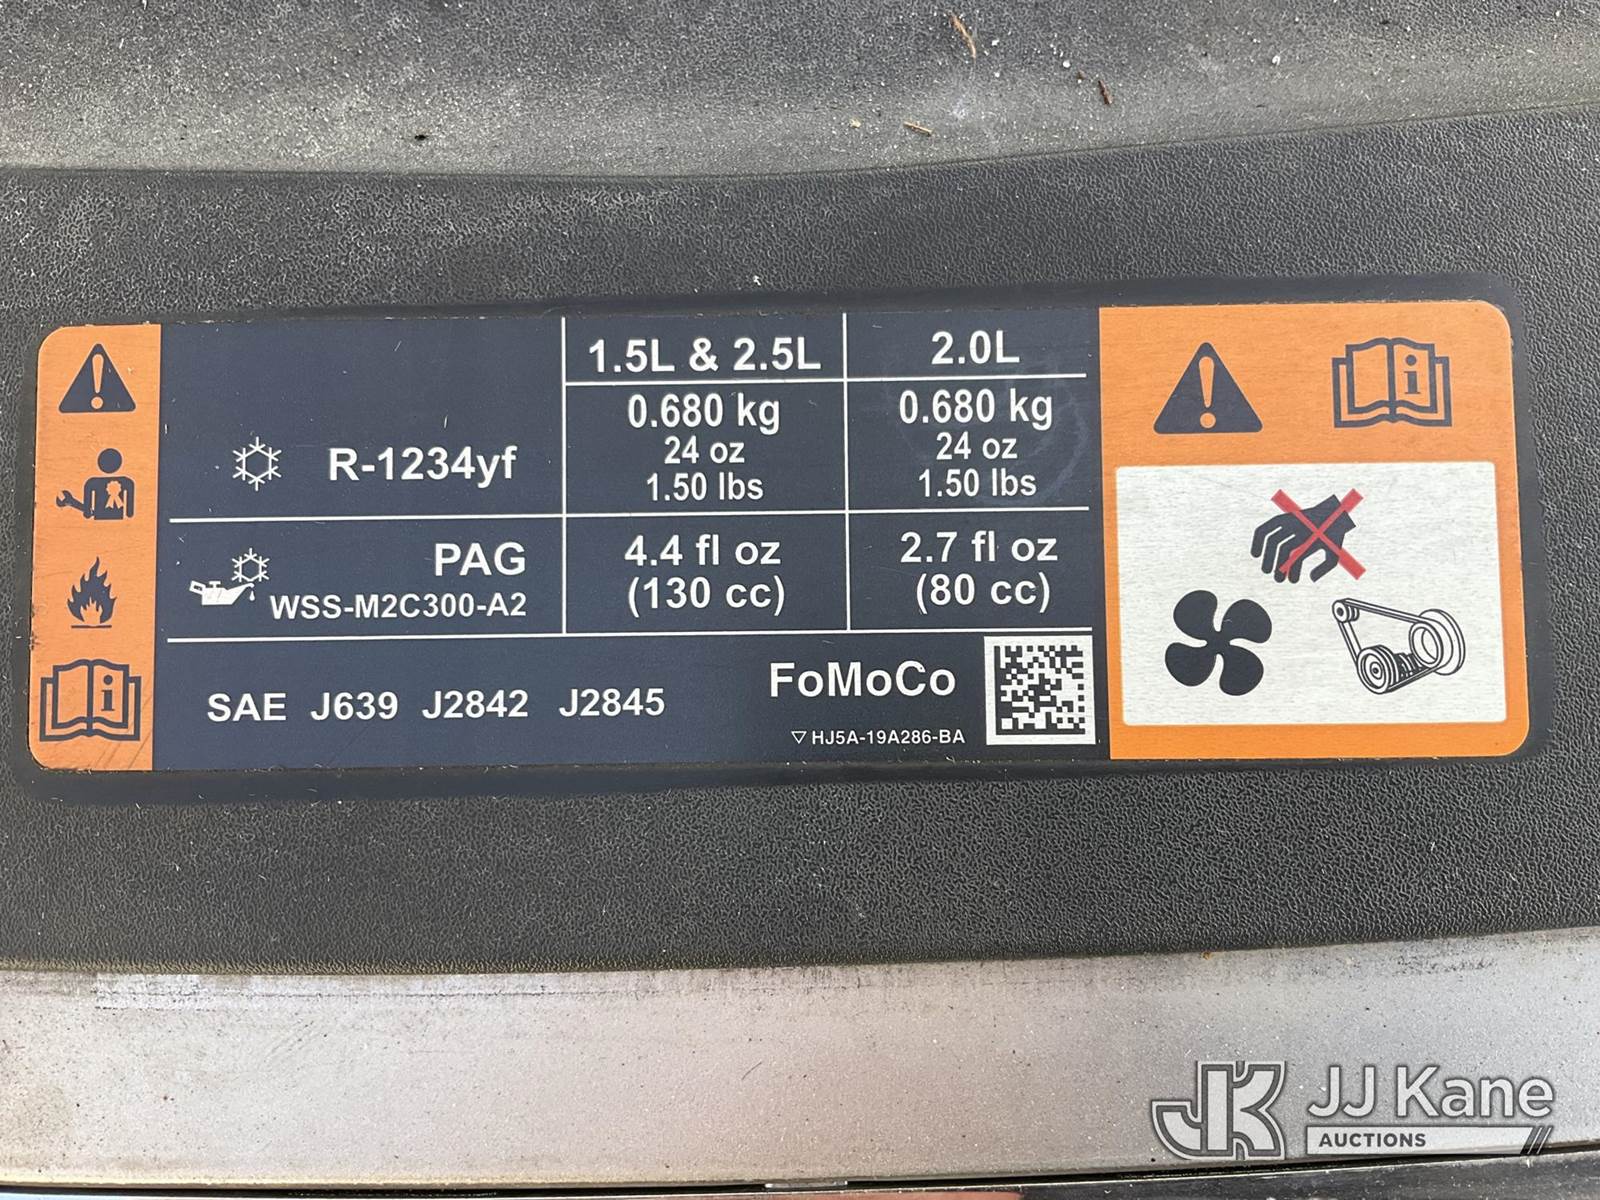 1.5L & 2.5L
2.0L
R-1234yf
0.680 kg
24 oz
1.50 lbs
0.680 kg
24 oz
1.50 lbs
PAG
WSS-M2C300-A2
4.4 fl oz
(130 cc)
2.7 fl oz
(80 cc)
SAE J639 J2842 J2845
FoMoCo
HJ5A-19A286-BA
JK JJ Kane
AUCTIONS